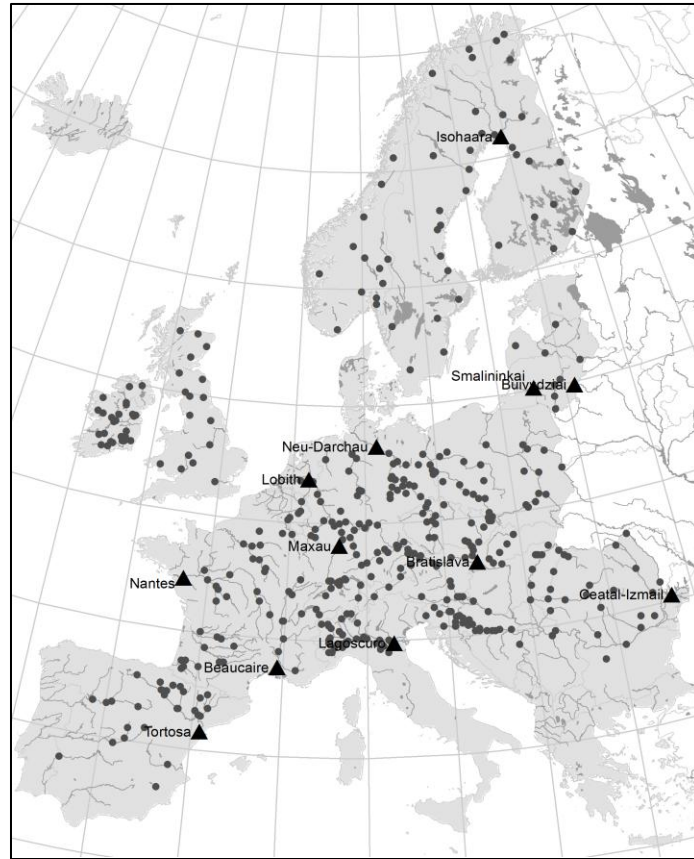 Isohaara
Smalininkai
Buivydziai
Neu-Darchau
Lobith
Maxau
Bratislava
Nantes
Ceatal-Izmail
Lagoscuro
Beaucaire
Tortosa